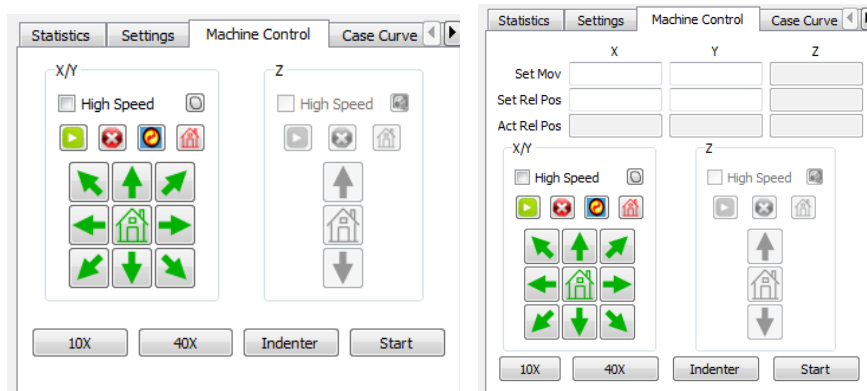 Statistics Settings Machine Control Case Curve
X/Y
Z
High Speed
High Speed
10X 40X Indenter Start
Statistics Settings Machine Control Case Curve
X Y Z
Set Mov
Set Rel Pos
Act Rel Pos
X/Y
Z
High Speed
High Speed
10X 40X Indenter Start